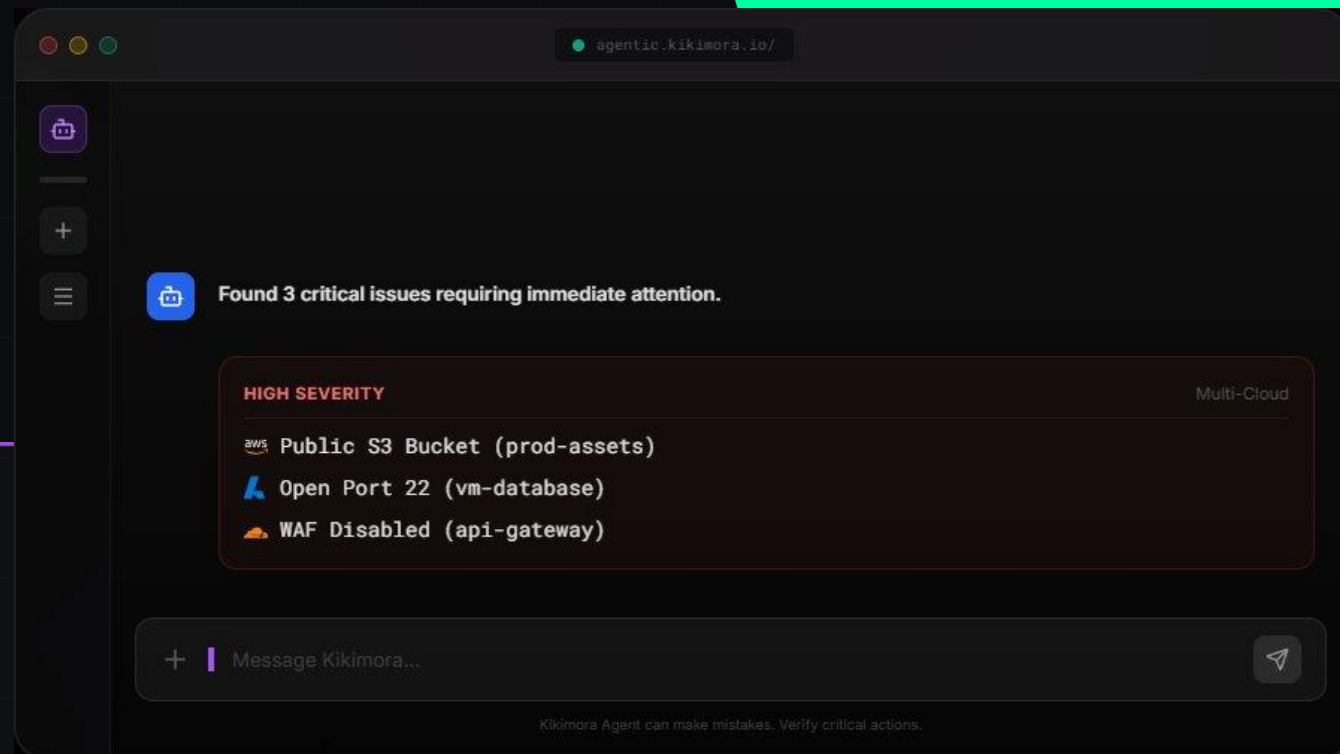 agentic.kikimora.io/
Found 3 critical issues requiring immediate attention.
HIGH SEVERITY
Multi-Cloud
aws Public S3 Bucket (prod-assets)
Open Port 22 (vm-database)
WAF Disabled (api-gateway)
Message Kikimora...
Kikimora Agent can make mistakes. Verify critical actions.